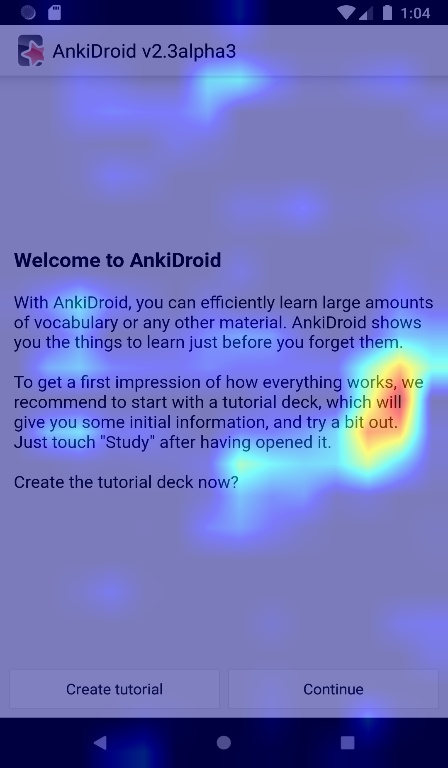 1:04
AnkiDroid v2.3alpha3
Welcome to AnkiDroid
With AnkiDroid, you can efficiently learn large amounts
of vocabulary or any other material. AnkiDroid shows
you the things to learn just before you forget them.
To get a first impression of how everything works, we
recommend to start with a tutorial deck, which will
give you some initial information, and try a bit out.
Just touch "Study" after having opened it.
Create the tutorial deck now?
Create tutorial
Continue